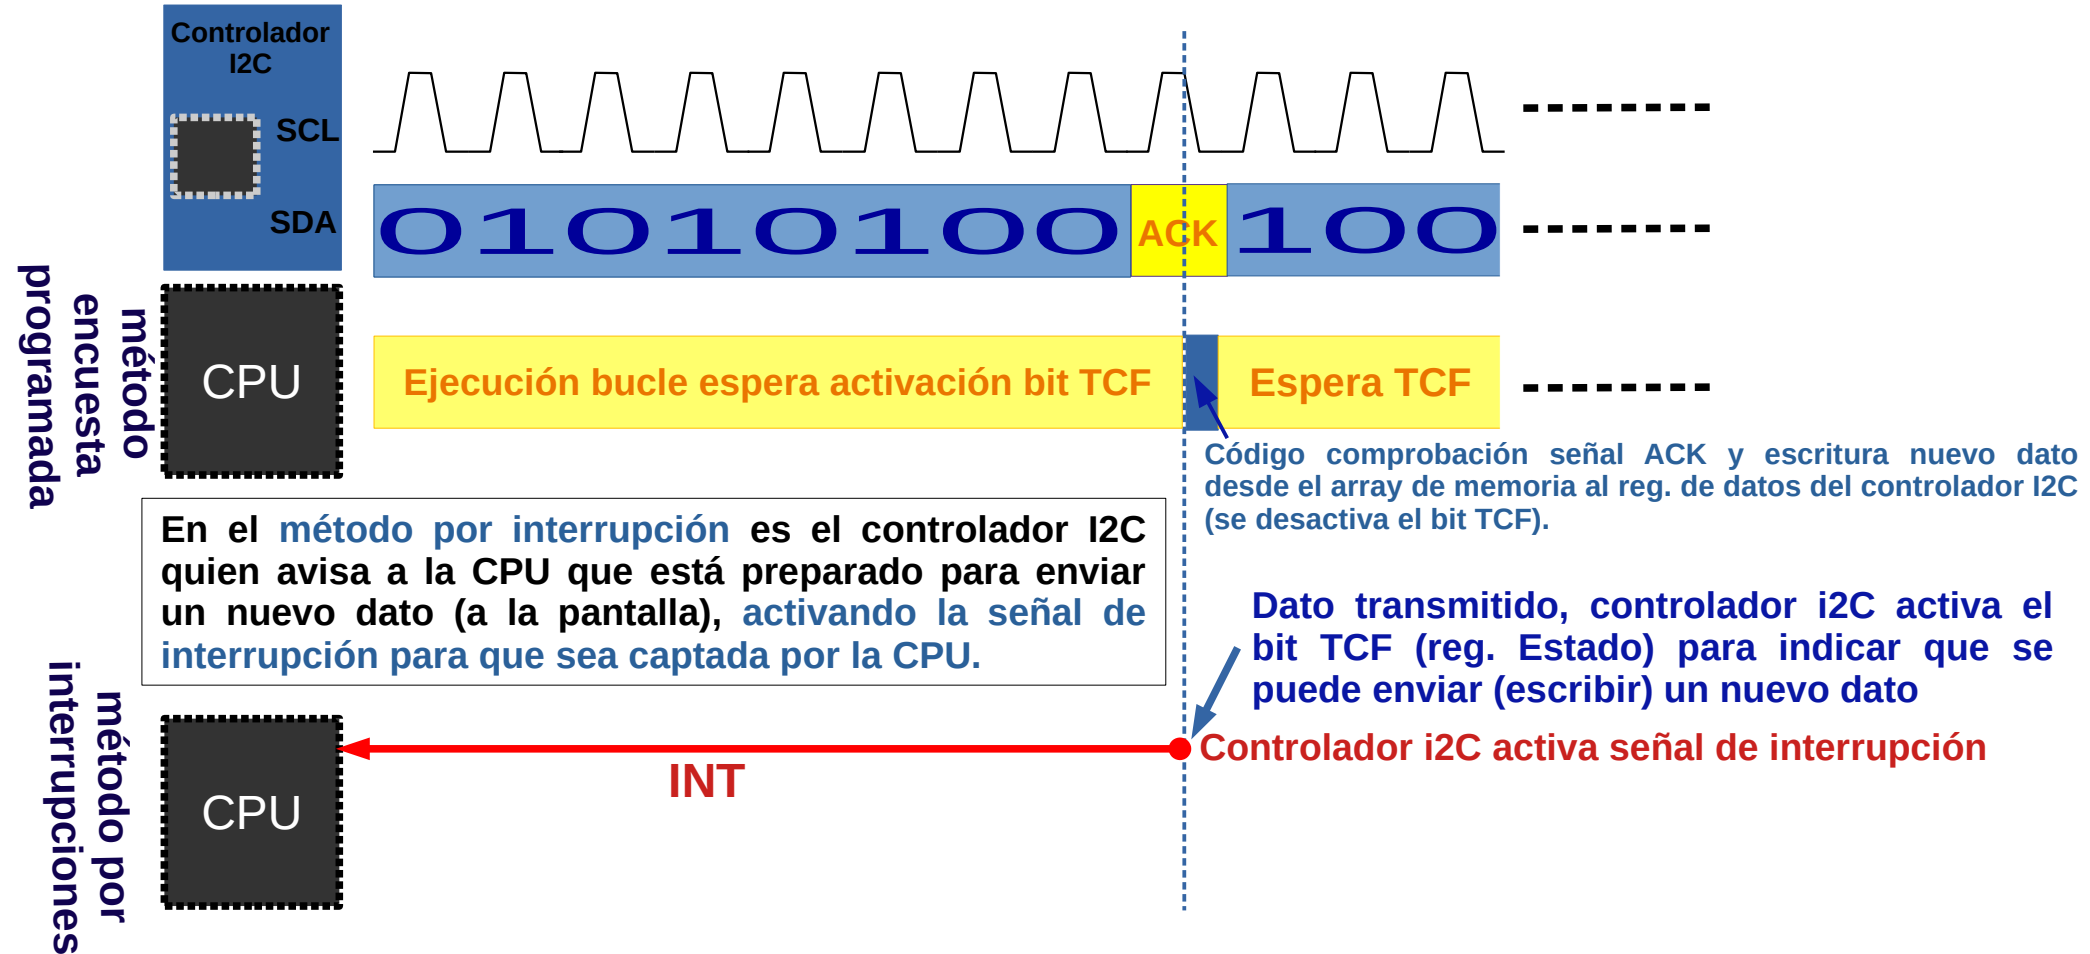 Controlador
I2C
SCL
SDA
01010100 ACK 100
método
encuesta
programada
CPU
Ejecución bucle espera activación bit TCF
Espera TCF
Código comprobación señal ACK y escritura nuevo dato
desde el array de memoria al reg. de datos del controlador I2C
(se desactiva el bit TCF).
En el método por interrupción es el controlador I2C
quien avisa a la CPU que está preparado para enviar
un nuevo dato (a la pantalla), activando la señal de
interrupción para que sea captada por la CPU.
Dato transmitido, controlador i2C activa el
bit TCF (reg. Estado) para indicar que se
puede enviar (escribir) un nuevo dato
método por
interrupciones
CPU
INT
Controlador i2C activa señal de interrupción